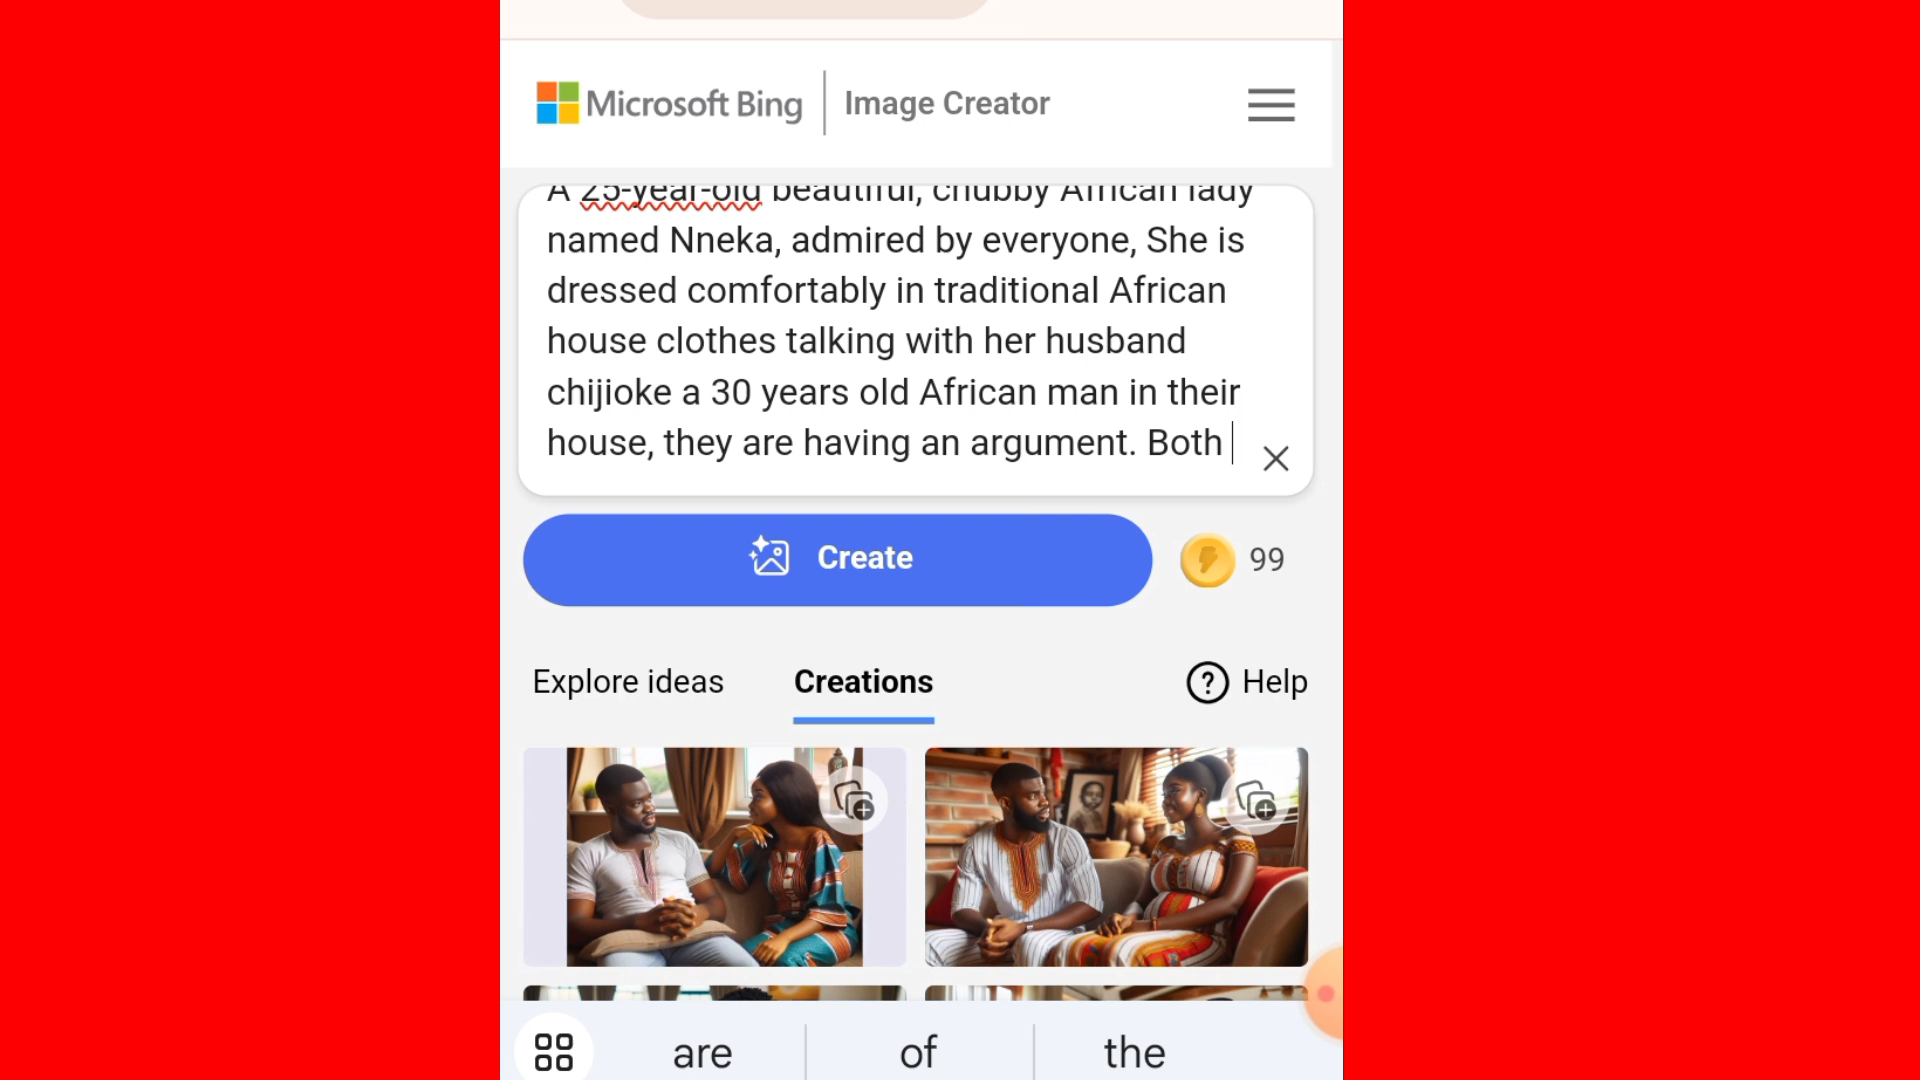 Microsoft Bing
Image Creator
A 25-year-old beautiful, chubby African lady
named Nneka, admired by everyone, She is
dressed comfortably in traditional African
house clothes talking with her husband
chijioke a 30 years old African man in their
house, they are having an argument. Both
Create
99
Explore ideas
Creations
? Help
are
of
the